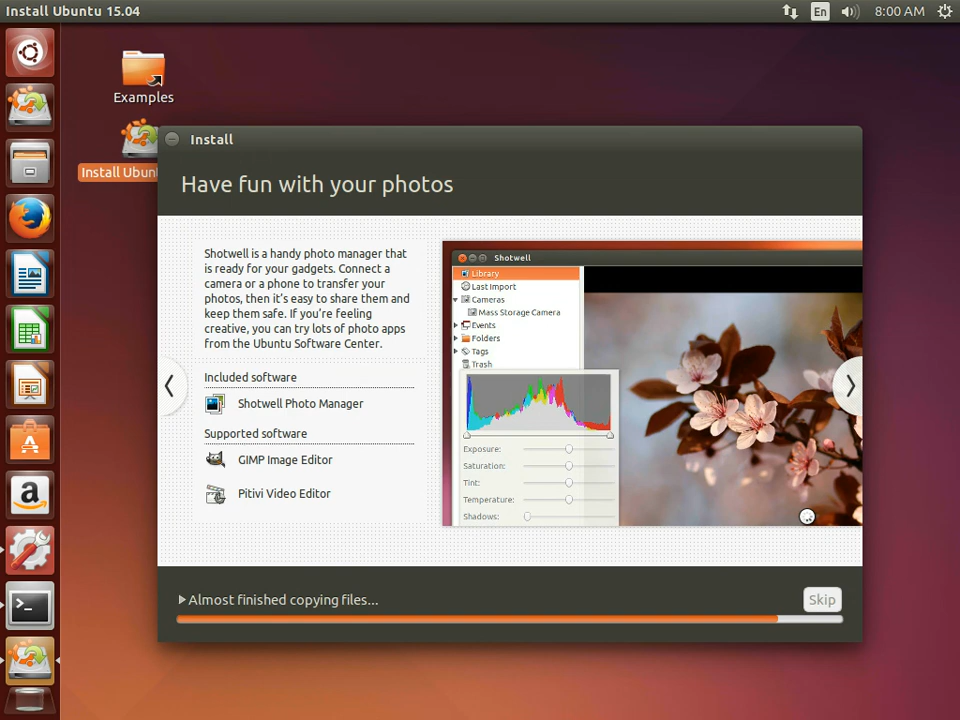 Install Ubuntu 15.04
En
8:00 AM
Examples
Install Ubun
Install
Have fun with your photos
Shotwell is a handy photo manager that
is ready for your gadgets. Connect a
camera or a phone to transfer your
photos, then it's easy to share them and
keep them safe. If you're feeling
creative, you can try lots of photo apps
from the Ubuntu Software Center.
Included software
Shotwell Photo Manager
Supported software
GIMP Image Editor
Pitivi Video Editor
Shotwell
Library
Last Import
Cameras
Mass Storage Camera
Events
Folders
Tags
Trash
Exposure:
Saturation:
Tint:
Temperature:
Shadows:
Almost finished copying files...
Skip